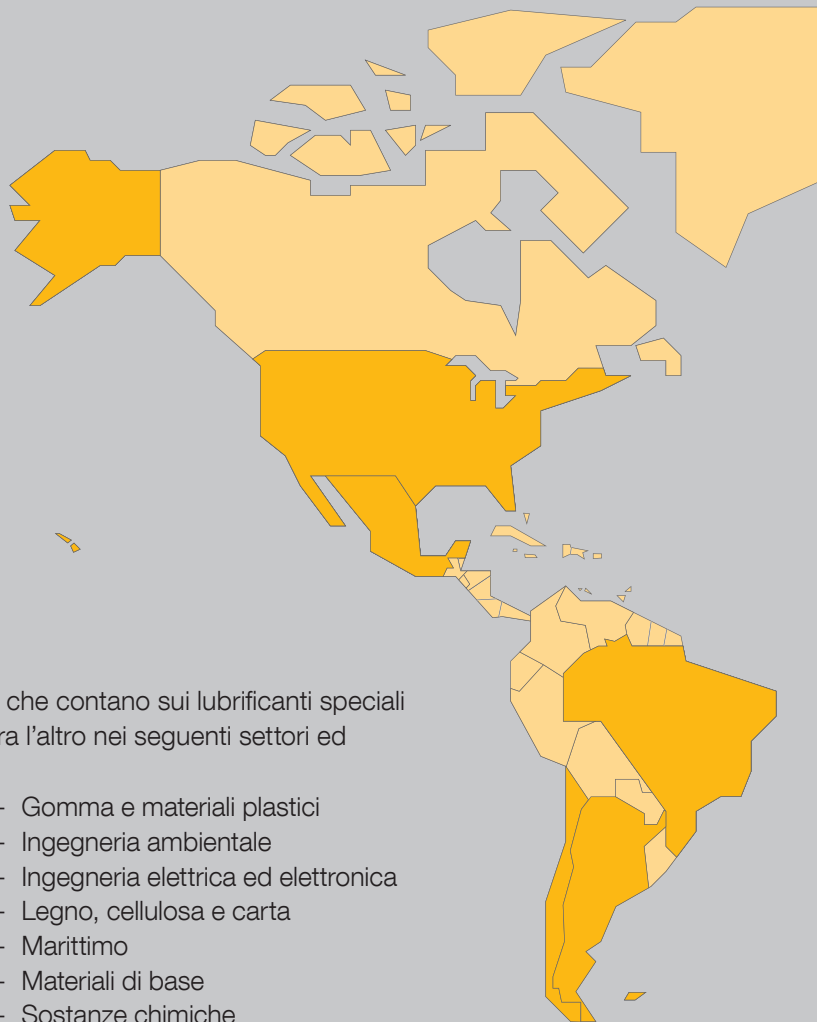 che contano sui lubrificanti speciali
l'altro nei seguenti settori ed
- Gomma e materiali plastici
- Ingegneria ambientale
- Ingegneria elettrica ed elettronica
- Legno, cellulosa e carta
- Marittimo
- Materiali di base
- Sostanze chimiche